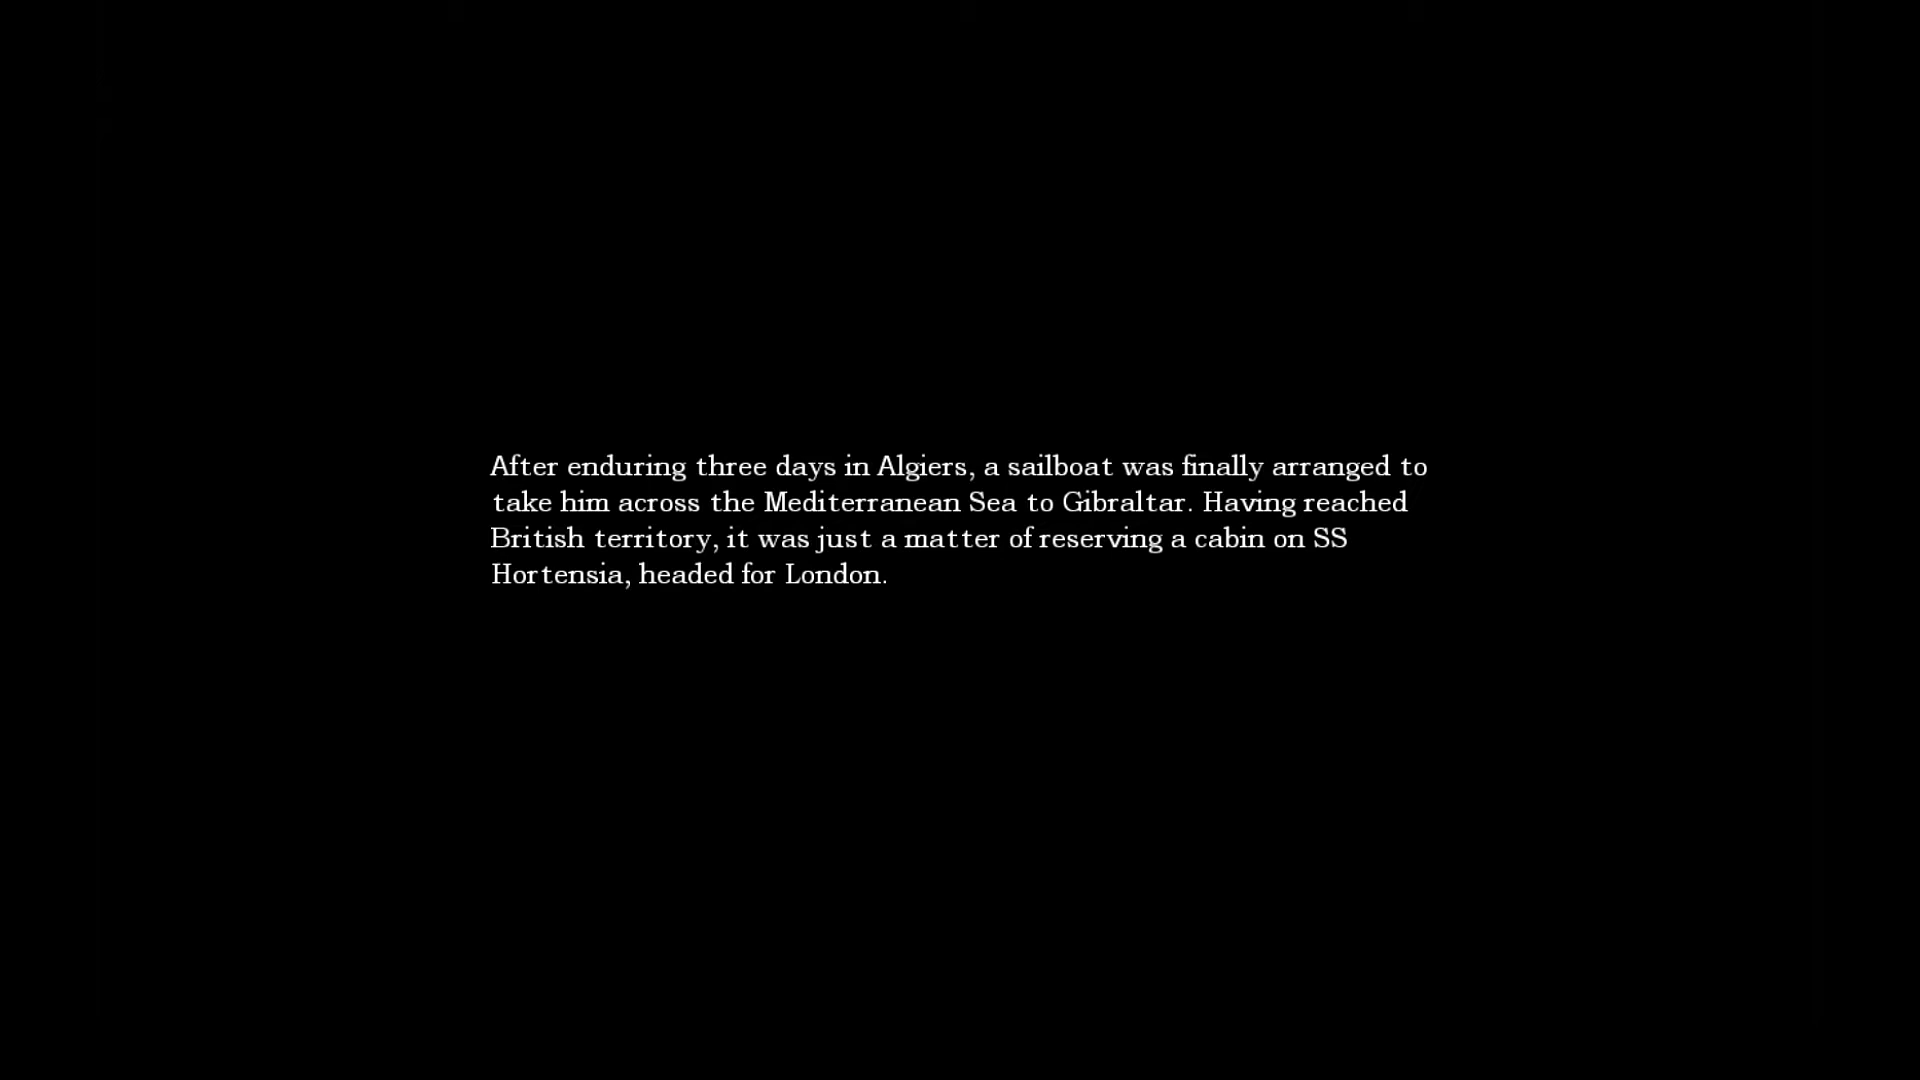 After enduring three days in Algiers, a sailboat was finally arranged to
take him across the Mediterranean Sea to Gibraltar. Having reached
British territory, it was just a matter of reserving a cabin on SS
Hortensia, headed for London.